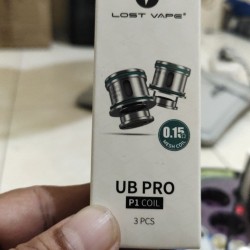 LOST VAPE
0.15Ω
MESH COIL
UB PRO
P1 COIL
3 PCS